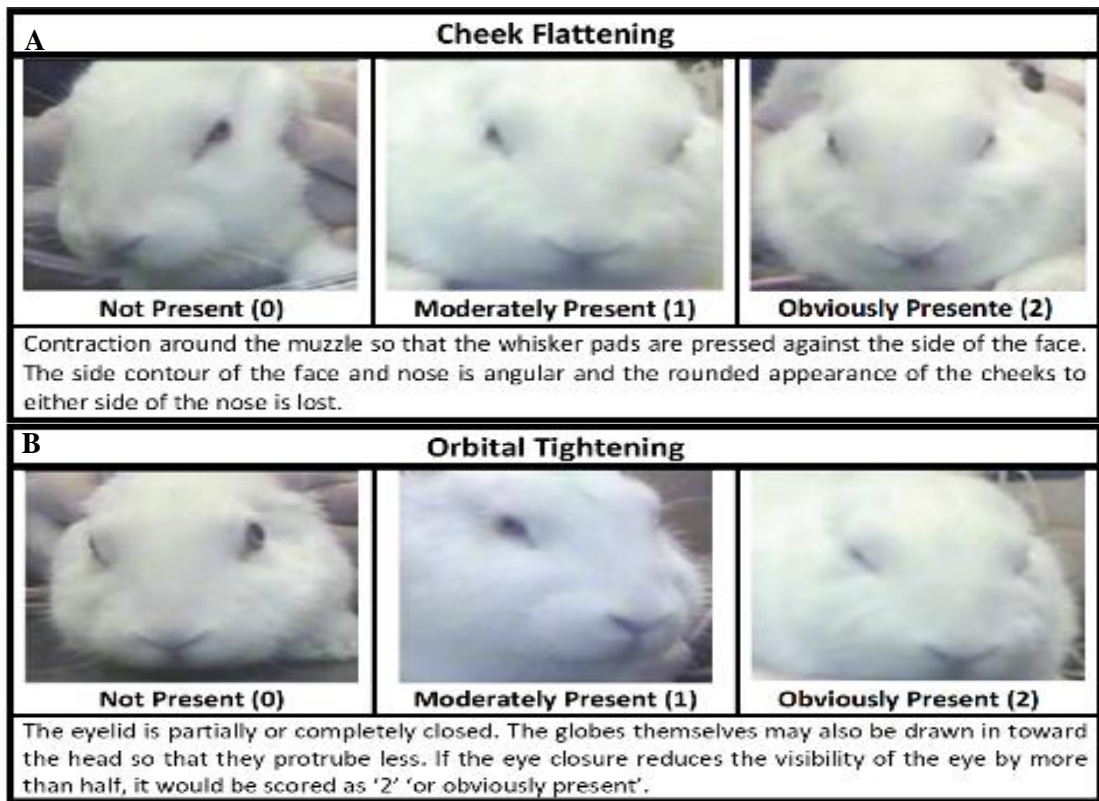 A
Cheek Flattening
Not Present (0)
Moderately Present (1)
Obviously Presente (2)
Contraction around the muzzle so that the whisker pads are pressed against the side of the face.
The side contour of the face and nose is angular and the rounded appearance of the cheeks to
either side of the nose is lost.
B
Orbital Tightening
Not Present (0)
Moderately Present (1)
Obviously Present (2)
The eyelid is partially or completely closed. The globes themselves may also be drawn in toward
the head so that they protrube less. If the eye closure reduces the visibility of the eye by more
than half, it would be scored as ‘2’ ‘or obviously present’.